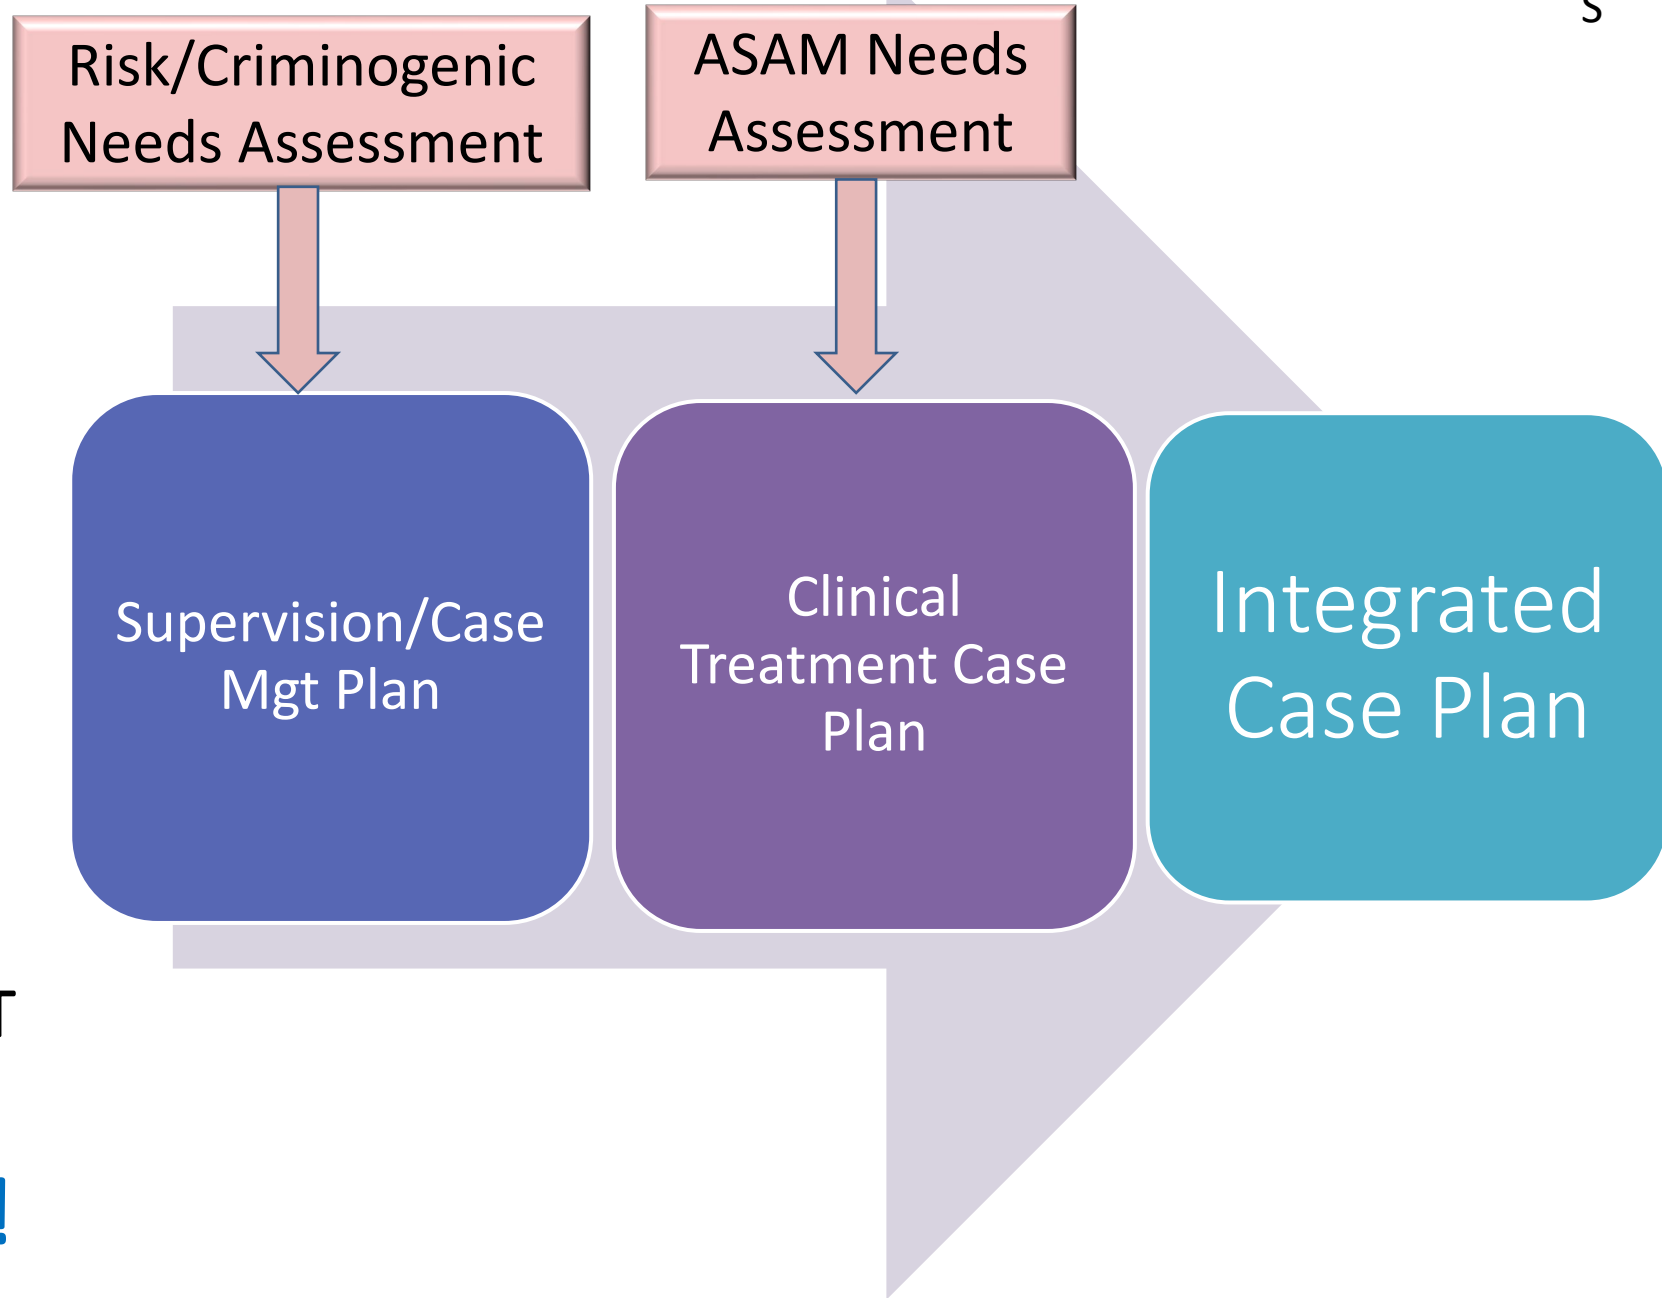 s
Risk/Criminogenic
Needs Assessment
ASAM Needs
Assessment
Supervision/Case
Mgt Plan
Clinical
Treatment Case
Plan
Integrated
Case Plan
T
!